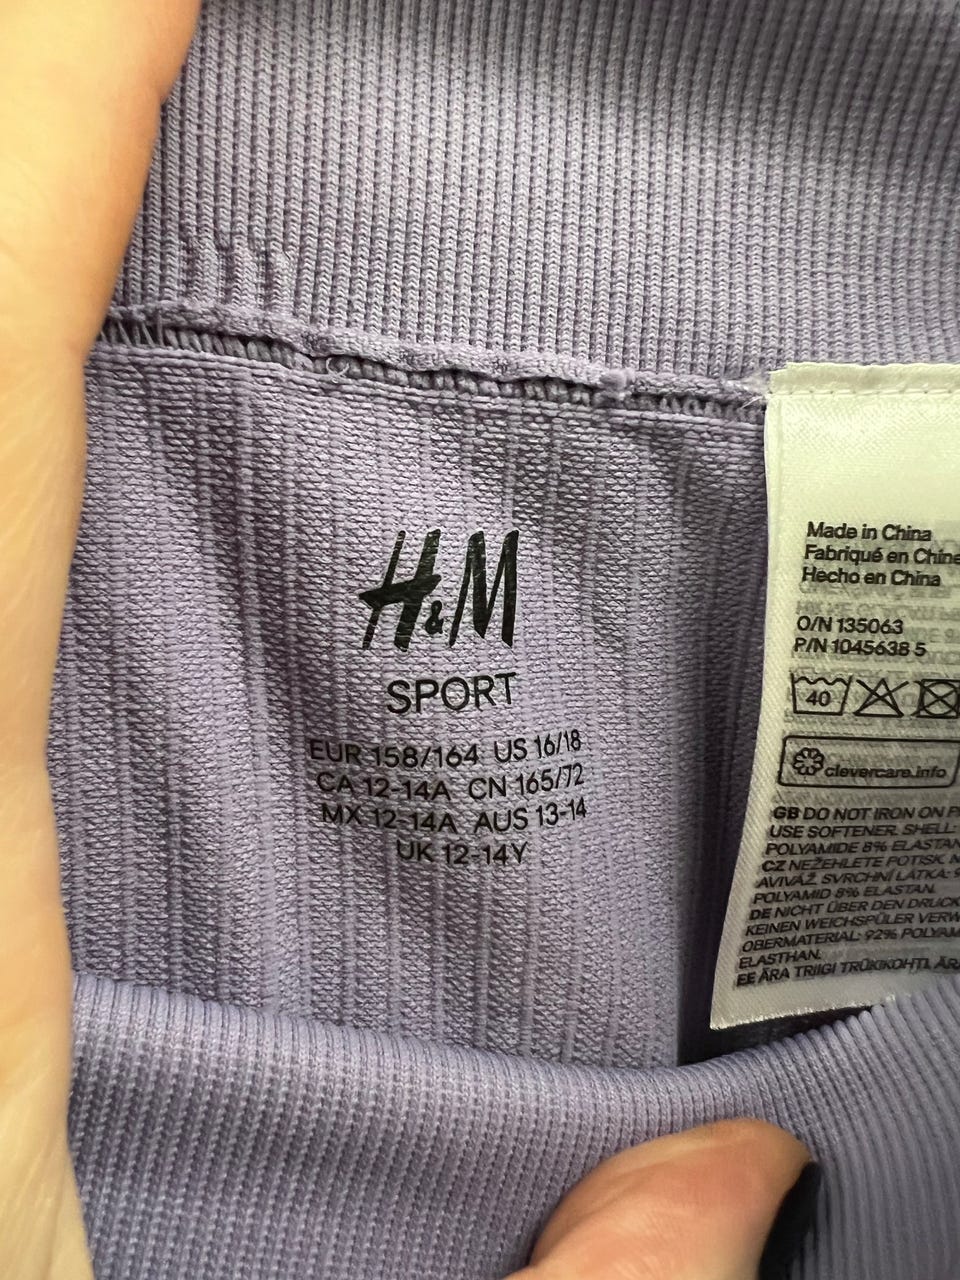 H&M
SPORT
EUR 158/164 US 16/18
CA 12-14A CN 165/72
MX 12-14A AUS 13-14
UK 12-14Y
Made in China
Fabriqué en Chine
Hecho en China
O/N 135063
P/N 1045638 5
40
clevercare.info
GB DO NOT IRON ON
USE SOFTENER. SHELL:
POLYAMIDE 8% ELASTAN
CZ NEŽEHLETE POTISK.
AVIVÁŽ. SVRCHNÍ LÁTKA:
POLYAMID 8% ELASTAN.
DE NICHT ÜBER DEN DRUCK
KEINEN WEICHSPÜLER VERW
OBERMATERIAL: 92% POLYAM
ELASTHAN.
EE ÄRA TRIIGI TRÜKIKOHTI. ÄRA